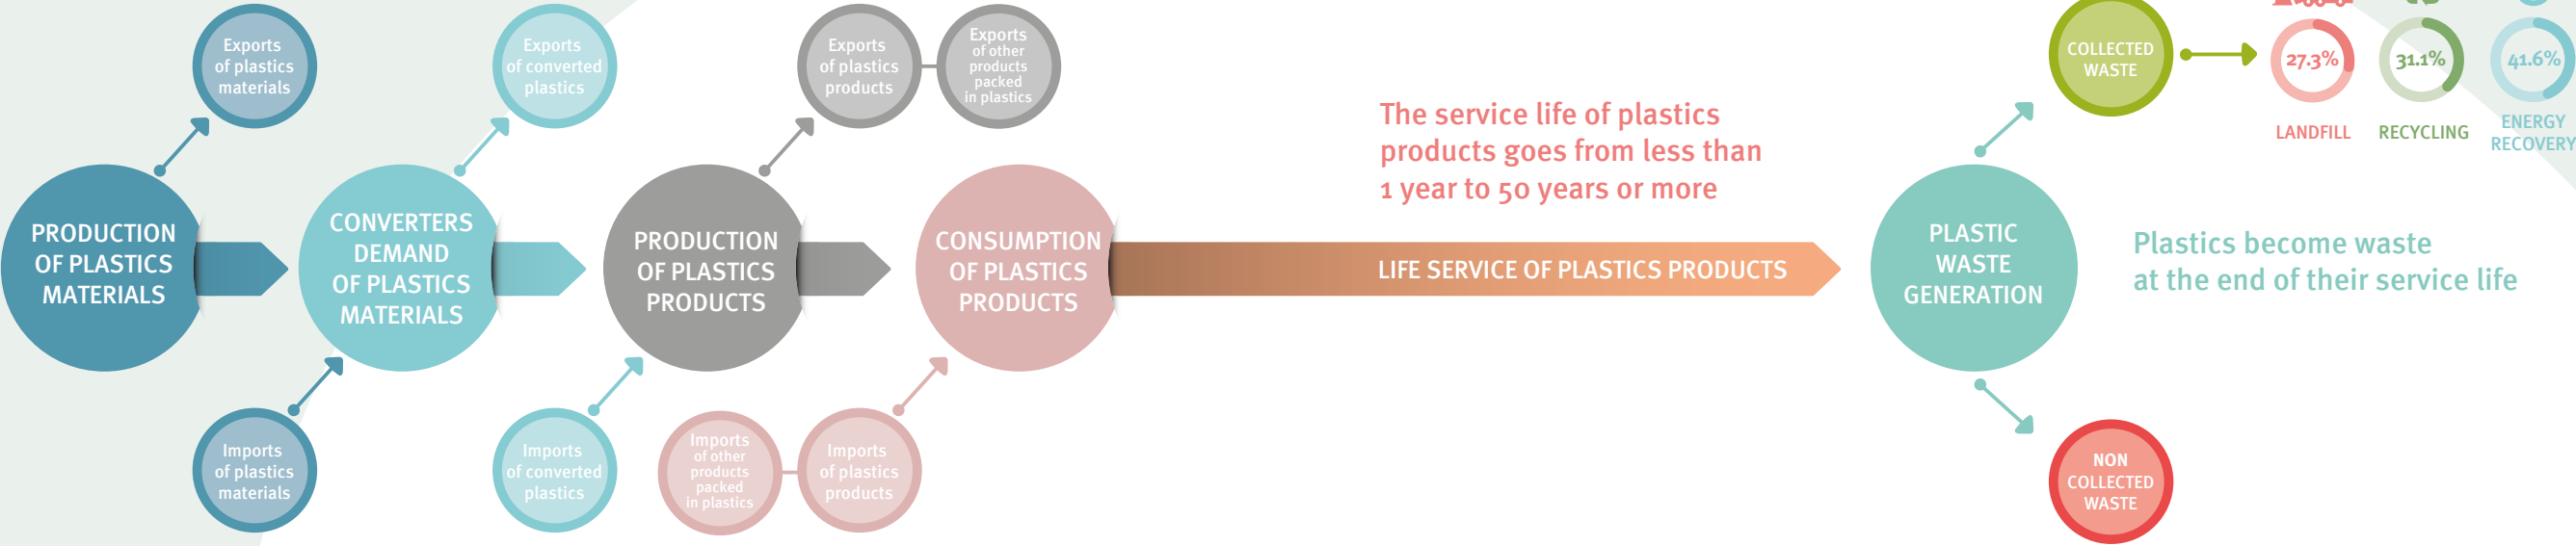 Exports
of plastics
materials
Exports
of converted
plastics
Exports
of plastics
products
Exports
of other
products
packed
in plastics
COLLECTED
WASTE
27.3%
31.1%
41.6%
LANDFILL
RECYCLING
ENERGY
RECOVERY
The service life of plastics
products goes from less than
1 year to 50 years or more
PRODUCTION
OF PLASTICS
MATERIALS
CONVERTERS
DEMAND
OF PLASTICS
MATERIALS
PRODUCTION
OF PLASTICS
PRODUCTS
CONSUMPTION
OF PLASTICS
PRODUCTS
LIFE SERVICE OF PLASTICS PRODUCTS
PLASTIC
WASTE
GENERATION
Plastics become waste
at the end of their service life
Imports
of plastics
materials
Imports
of converted
plastics
Imports
of other
products
packed
in plastics
Imports
of plastics
products
NON
COLLECTED
WASTE